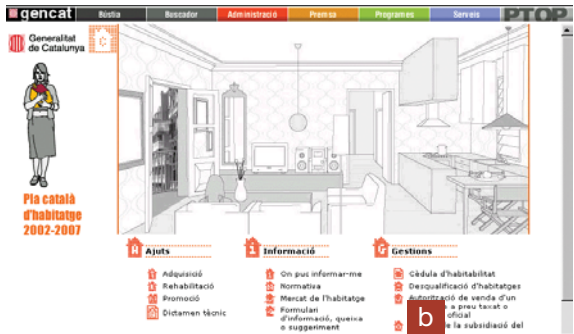 gencat Bústia Buscador Administració Premsa Programes Serveis PTOP
Generalitat
de Catalunya
C
Pla català
d'habitatge
2002-2007
A Ajuts
Adquisició
Rehabilitació
Promoció
Dictamen tècnic
i Informació
On puc informar-me
Normativa
Mercat de l'habitatge
Formulari
d'informació, queixa
o suggeriment
G Gestions
Cèdula d'habitabilitat
Desqualificació d'habitatges
Autorització de venda d'un
a preu taxat o
oficial
re la subsidiació del
b